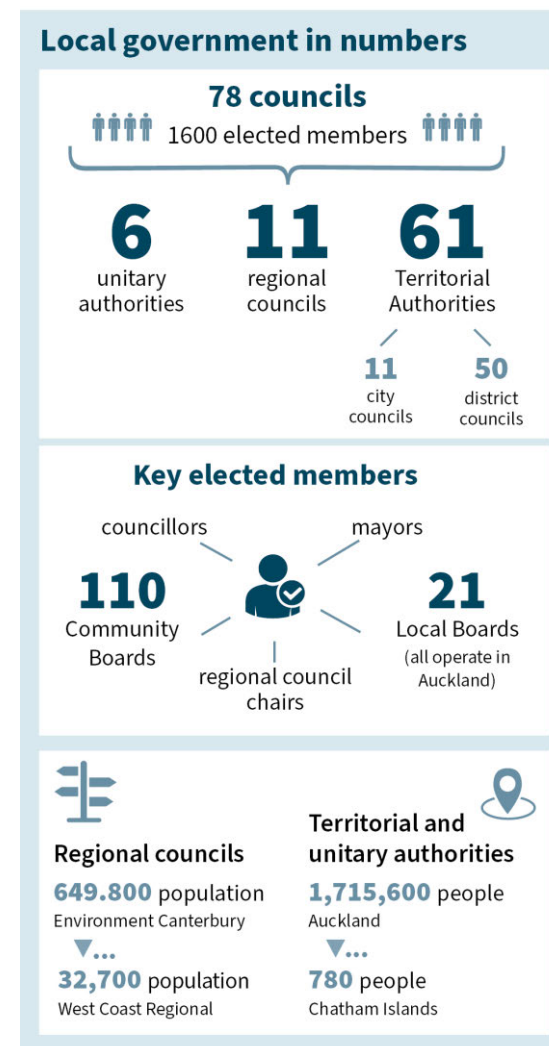 Local government in numbers
78 councils
1600 elected members
6
unitary
authorities
11
regional
councils
61
Territorial
Authorities
11
city
councils
50
district
councils
Key elected members
councillors
mayors
110
Community
Boards
21
Local Boards
(all operate in
Auckland)
regional council
chairs
Regional councils
649.800 population
Environment Canterbury
...
32,700 population
West Coast Regional
Territorial and
unitary authorities
1,715,600 people
Auckland
...
780 people
Chatham Islands